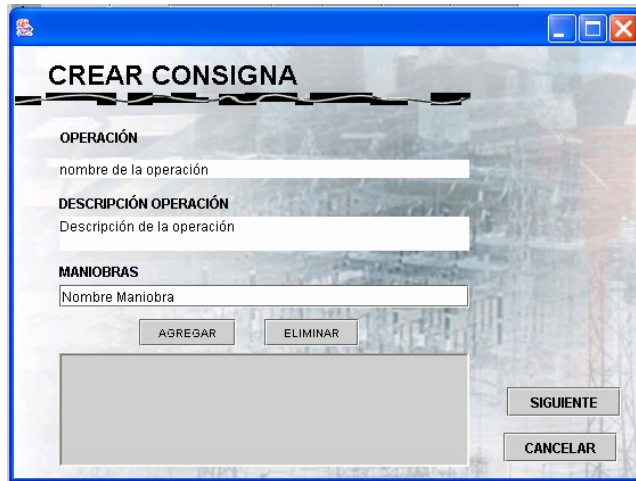 CREAR CONSIGNA
OPERACIÓN
nombre de la operación
DESCRIPCIÓN OPERACIÓN
Descripción de la operación
MANIOBRAS
Nombre Maniobra
AGREGAR ELIMINAR
SIGUIENTE
CANCELAR